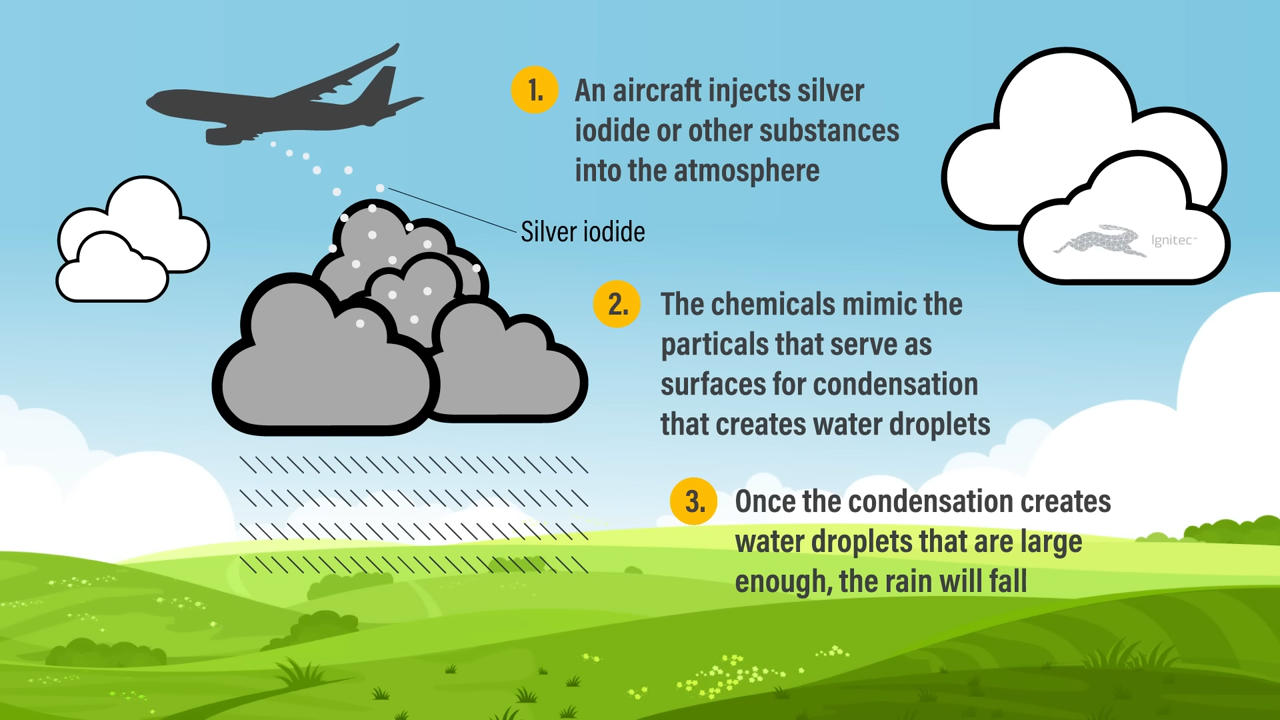 1.
An aircraft injects silver
iodide or other substances
into the atmosphere
Silver iodide
Ignitec™
2.
The chemicals mimic the
particals that serve as
surfaces for condensation
that creates water droplets
3.
Once the condensation creates
water droplets that are large
enough, the rain will fall